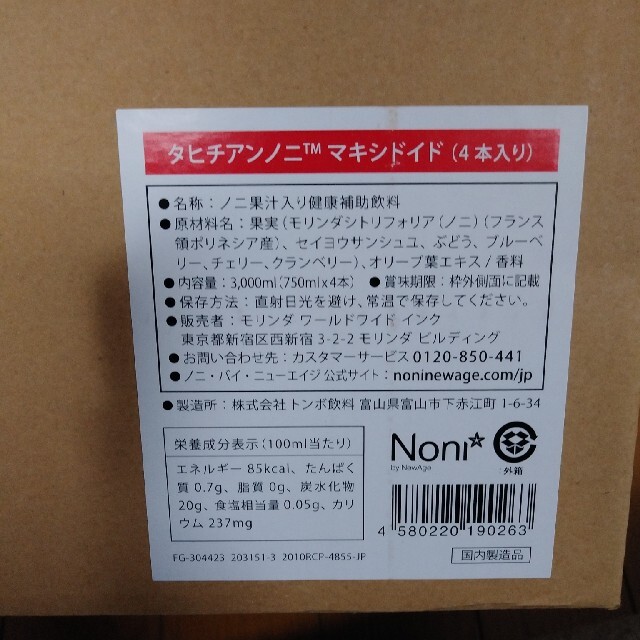 タヒチアンノニ™ マキシドイド（4本入り）
●名称：ノニ果汁入り健康補助飲料
●原材料名：果実（モリンダシトリフォリア（ノニ）（フランス
領ポリネシア産）、セイヨウサンシュユ、ぶどう、ブルーベ
リー、チェリー、クランベリー）、オリーブ葉エキス / 香料
●内容量：3,000ml（750ml x 4本） ●賞味期限：枠外側面に記載
●保存方法：直射日光を避け、常温で保存してください。
●販売者：モリンダ ワールドワイド インク
東京都新宿区西新宿 3-2-2 モリンダ ビルディング
●お問い合わせ先：カスタマーサービス 0120-850-441
●ノニ・バイ・ニューエイジ 公式サイト：noninewage.com/jp
●製造所：株式会社 トンボ飲料 富山県富山市下赤江町 1-6-34
栄養成分表示（100ml当たり）
エネルギー 85kcal、たんぱく
質 0.7g、脂質 0g、炭水化物
20g、食塩相当量 0.05g、カリ
ウム 237mg
Noni
by NewAge
外箱
4 580220 190263
FG-304423 203151-3 2010RCP-4855-JP
国内製造品